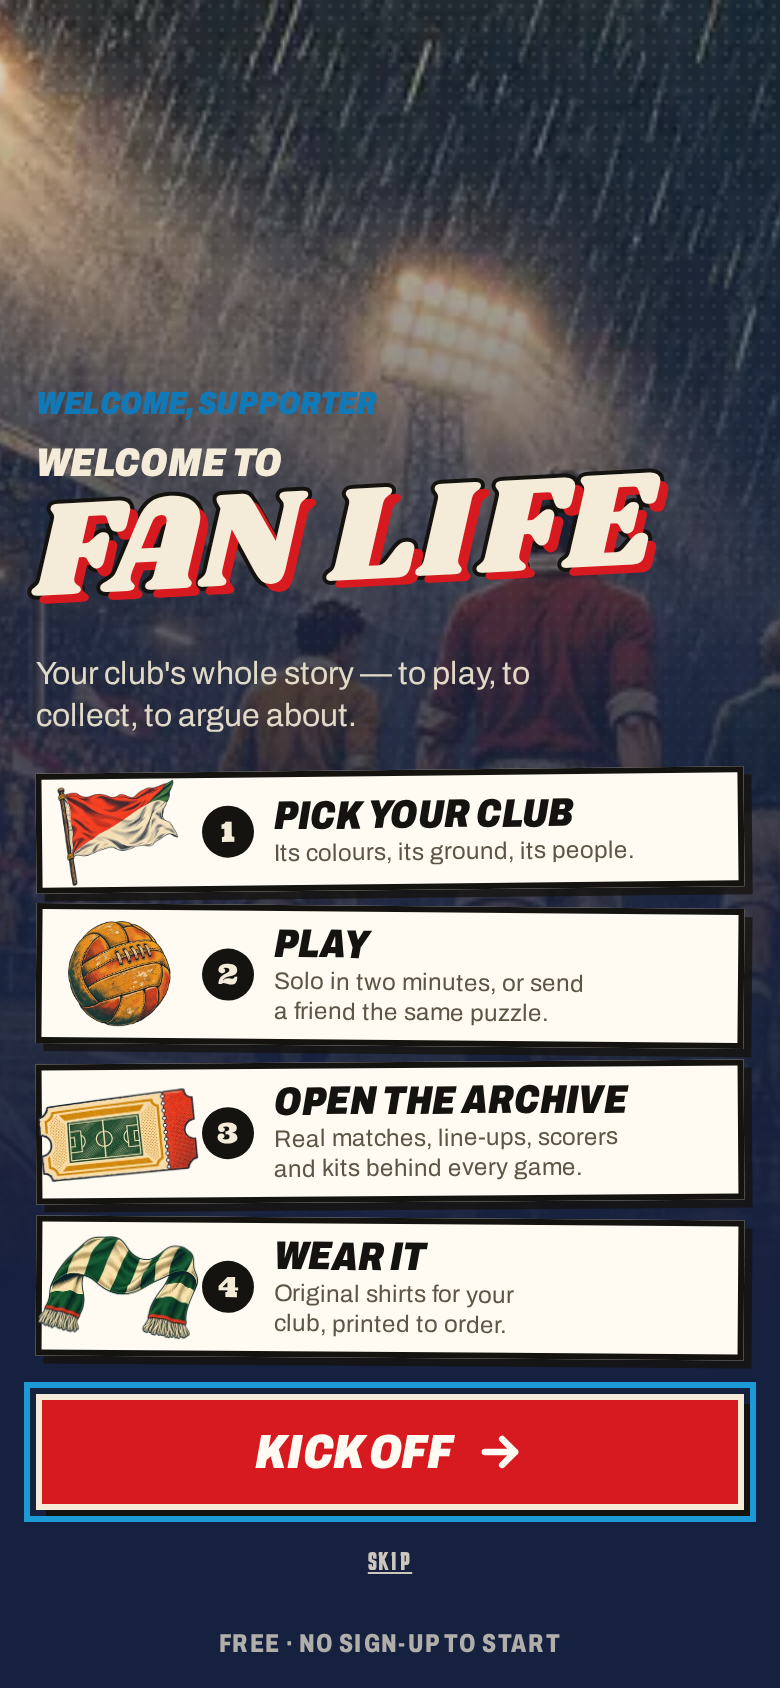 WELCOME, SUPPORTER
WELCOME TO
FAN LIFE
Your club's whole story — to play, to
collect, to argue about.
1
PICK YOUR CLUB
Its colours, its ground, its people.
2
PLAY
Solo in two minutes, or send
a friend the same puzzle.
3
OPEN THE ARCHIVE
Real matches, line-ups, scorers
and kits behind every game.
4
WEAR IT
Original shirts for your
club, printed to order.
KICK OFF →
SKIP
FREE · NO SIGN-UP TO START